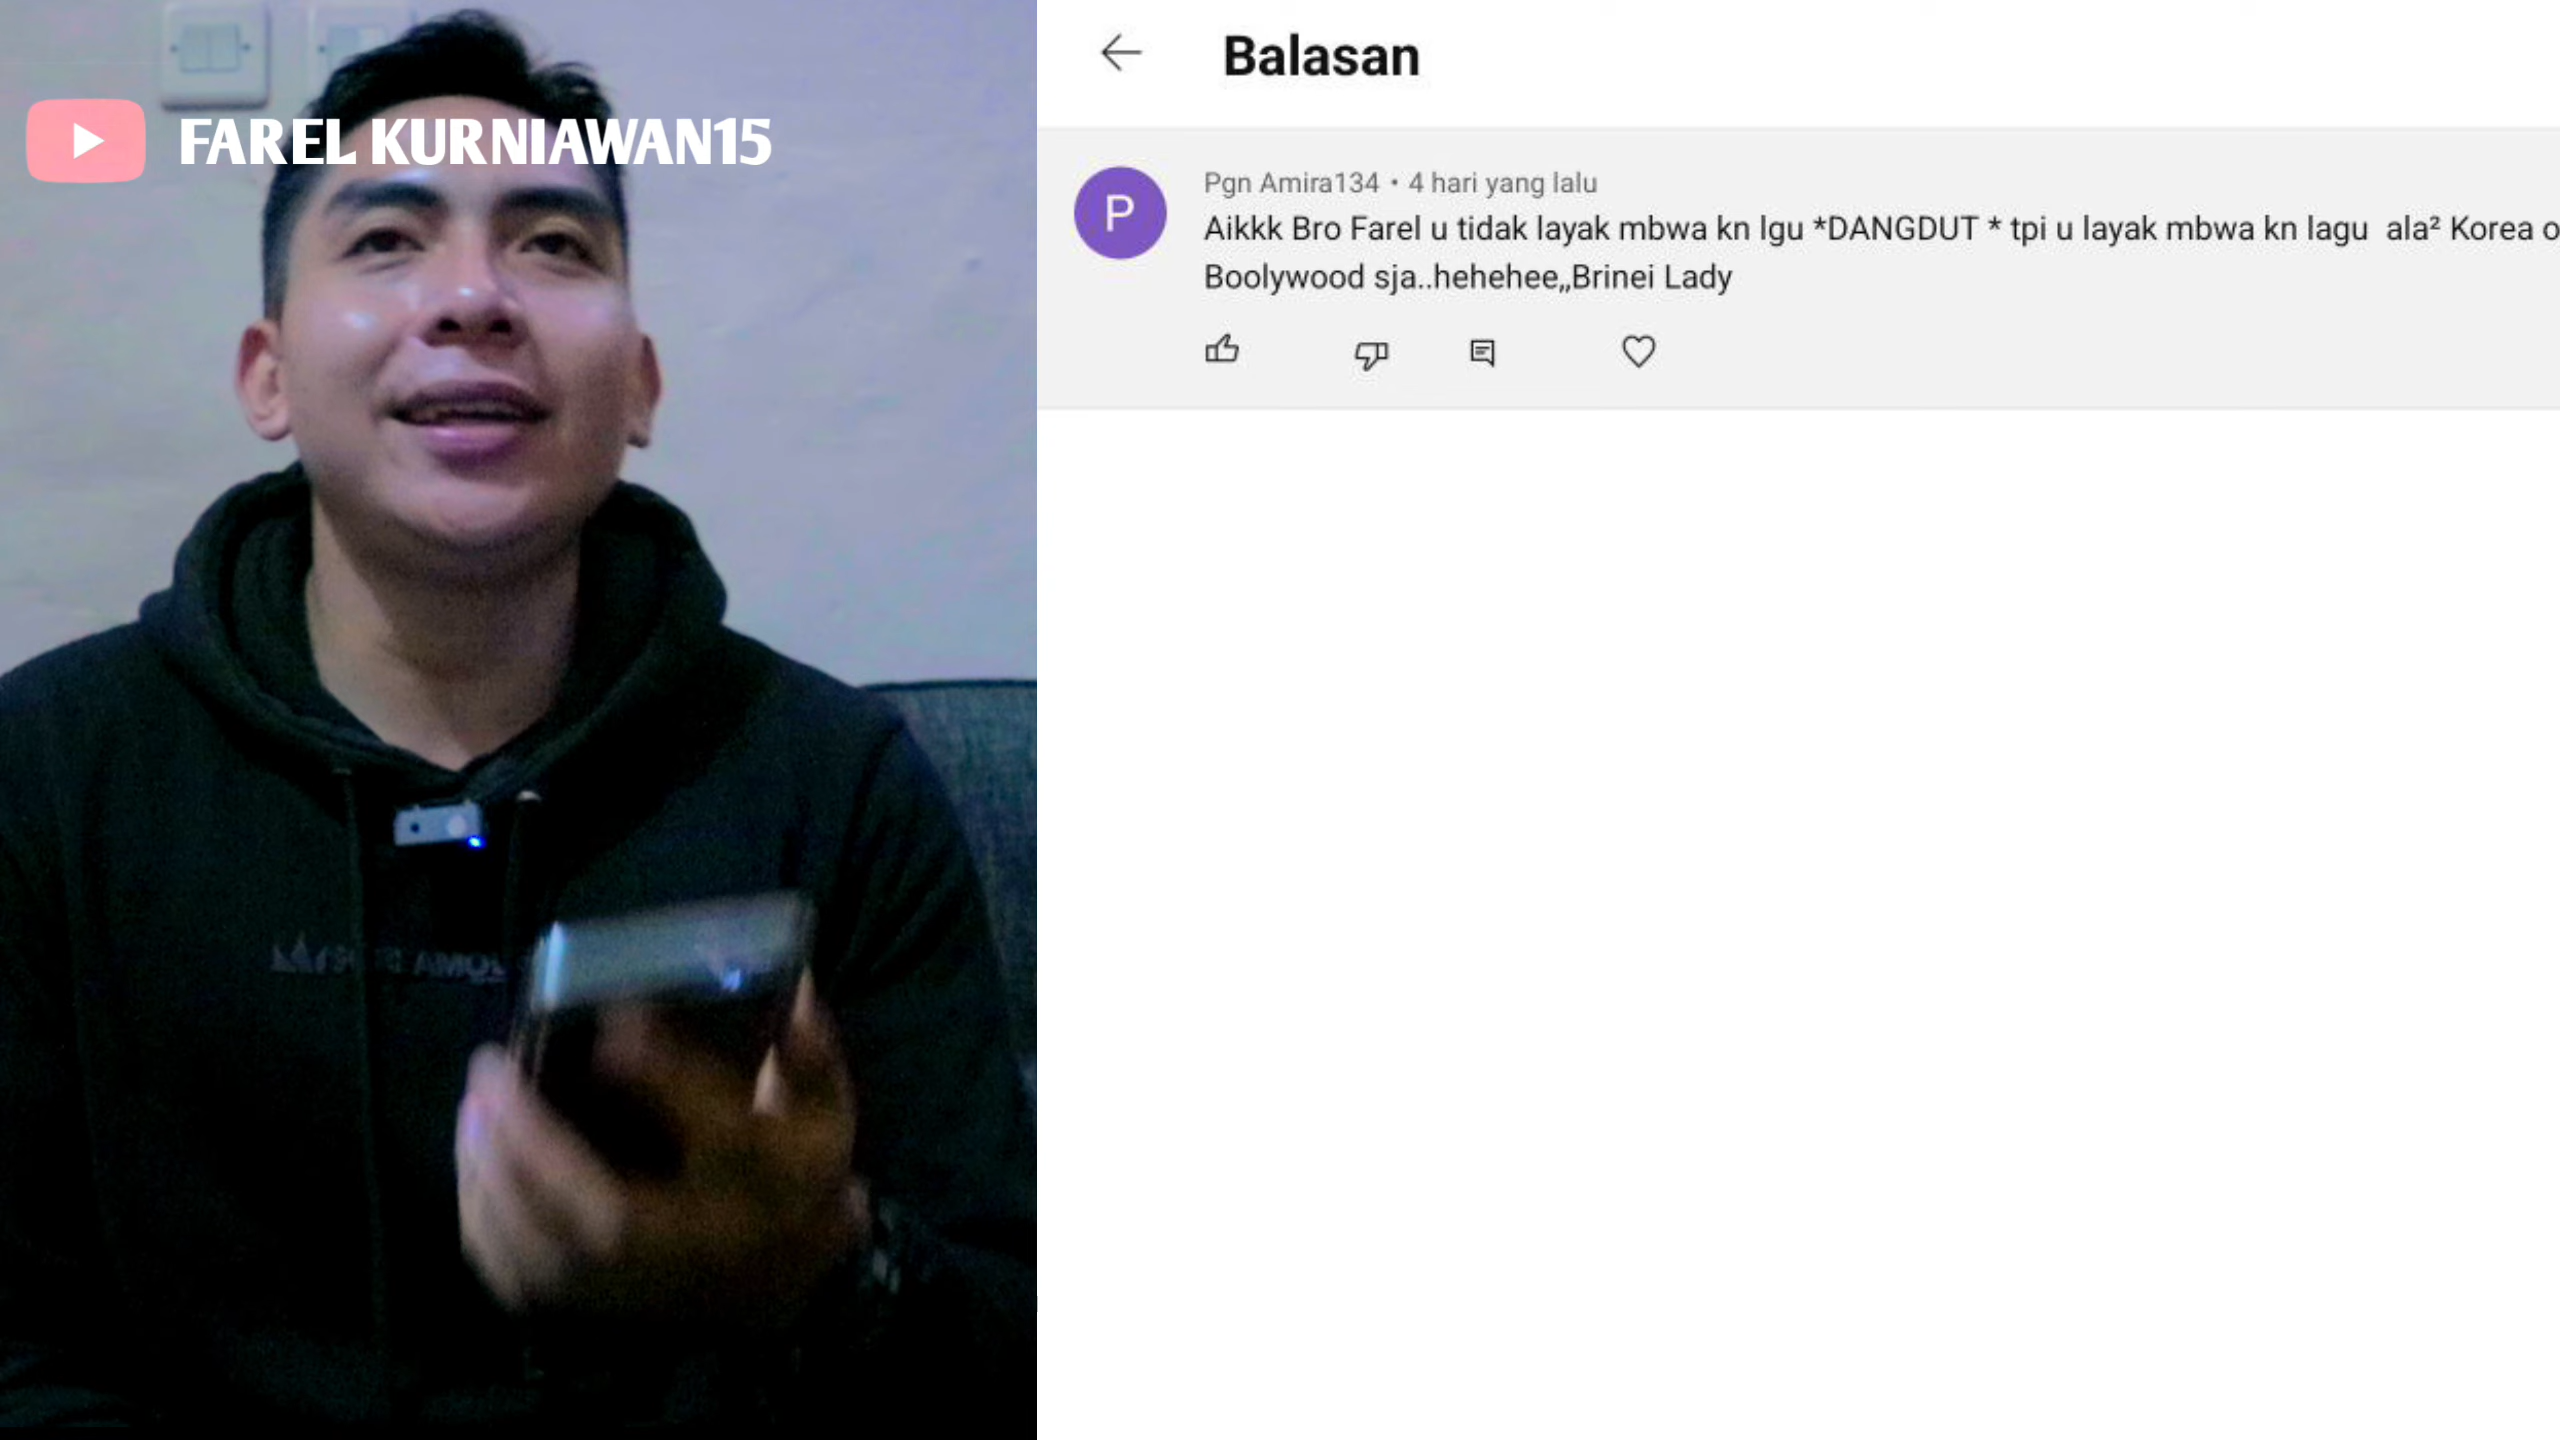 FAREL KURNIAWAN15
Balasan
P
Pgn Amira134 • 4 hari yang lalu
Aikkk Bro Farel u tidak layak mbwa kn lgu *DANGDUT * tpi u layak mbwa kn lagu  ala² Korea o
Boolywood sja..hehehee,,Brinei Lady